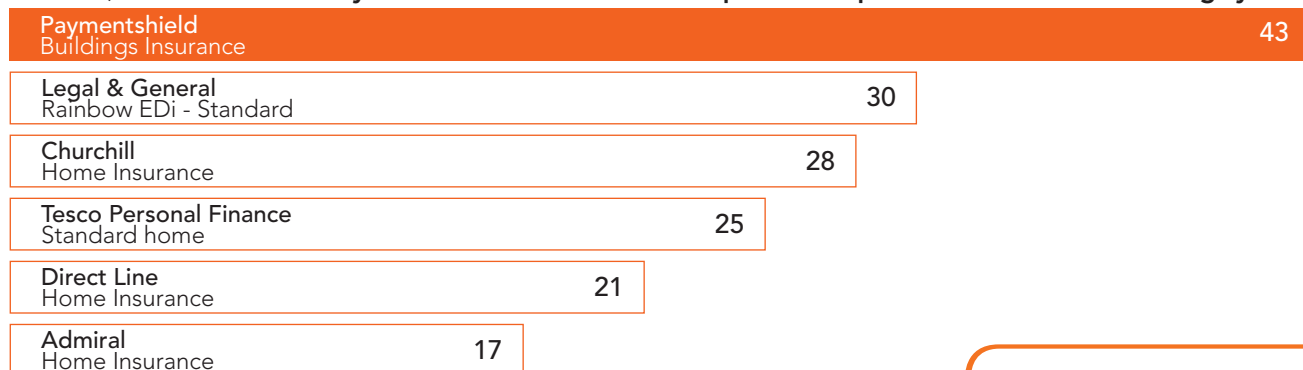 Paymentshield
Buildings Insurance
43
Legal & General
Rainbow EDi - Standard
30
Churchill
Home Insurance
28
Tesco Personal Finance
Standard home
25
Direct Line
Home Insurance
21
Admiral
Home Insurance
17